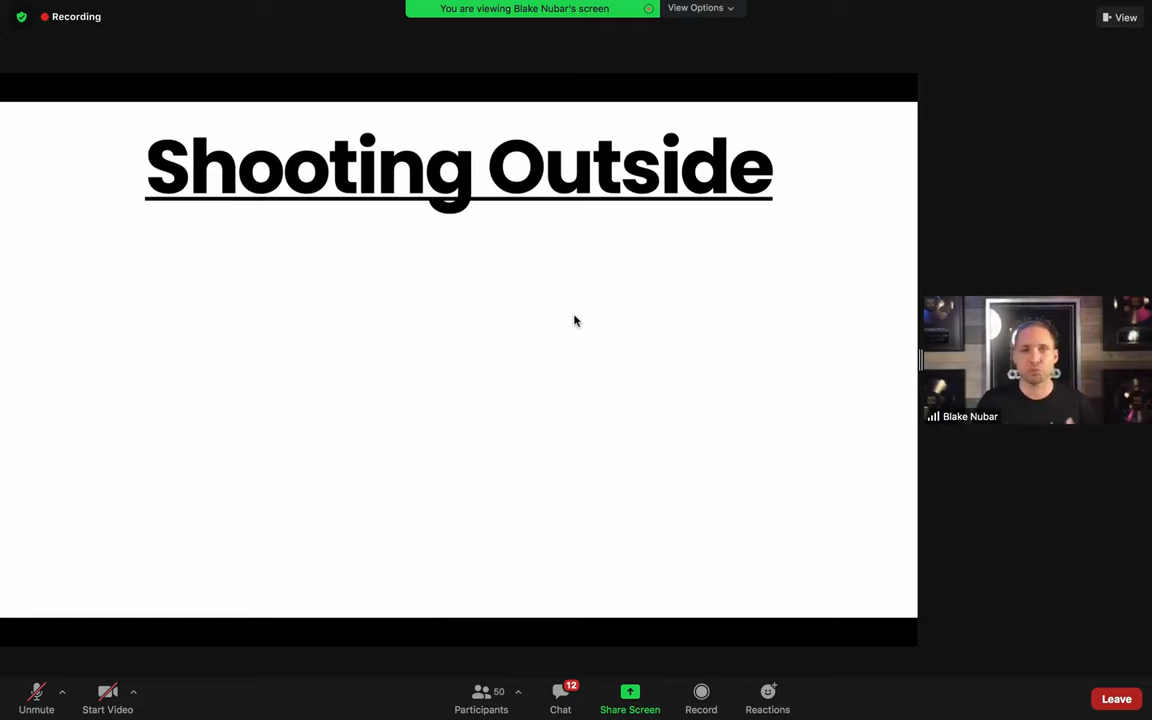 Recording
You are viewing Blake Nubar's screen
View Options
View
Shooting Outside
Blake Nubar
Unmute
Start Video
50
Participants
12
Chat
Share Screen
Record
Reactions
Leave